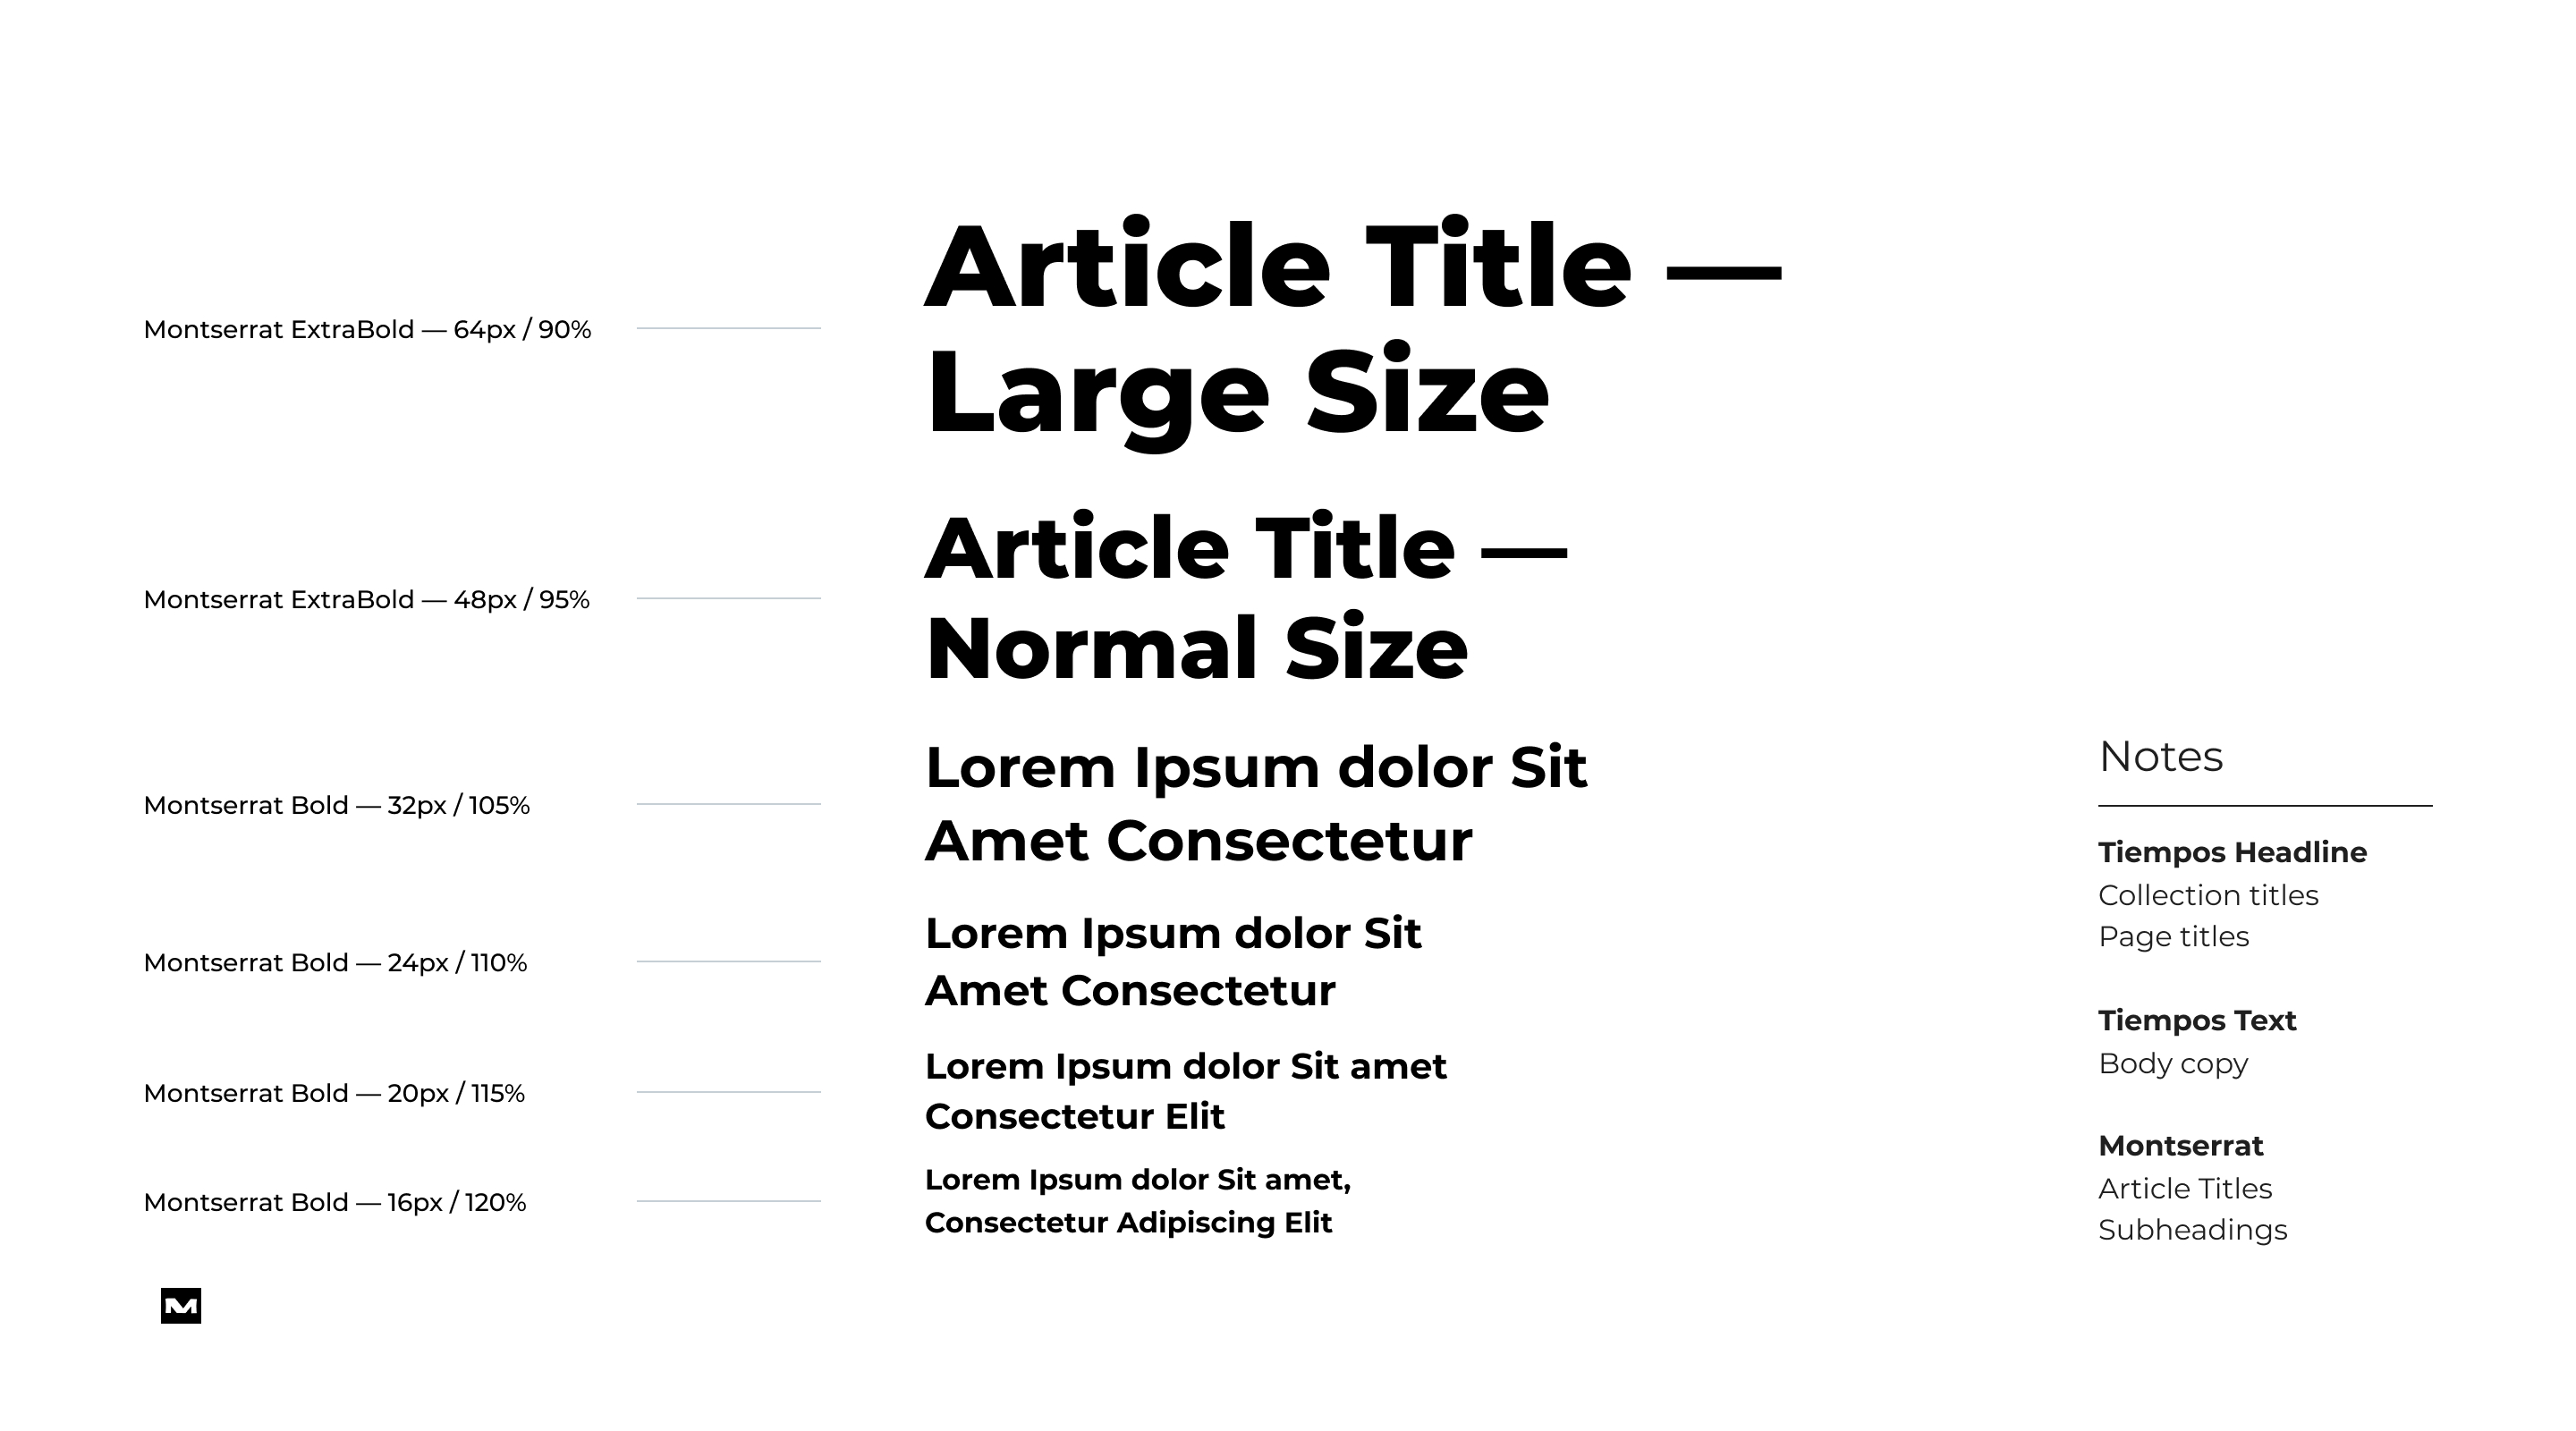 Montserrat ExtraBold — 64px / 90%
Article Title —
Large Size
Montserrat ExtraBold — 48px / 95%
Article Title —
Normal Size
Montserrat Bold — 32px / 105%
Lorem Ipsum dolor Sit
Amet Consectetur
Montserrat Bold — 24px / 110%
Lorem Ipsum dolor Sit
Amet Consectetur
Montserrat Bold — 20px / 115%
Lorem Ipsum dolor Sit amet
Consectetur Elit
Montserrat Bold — 16px / 120%
Lorem Ipsum dolor Sit amet,
Consectetur Adipiscing Elit
Notes
Tiempos Headline
Collection titles
Page titles
Tiempos Text
Body copy
Montserrat
Article Titles
Subheadings
M